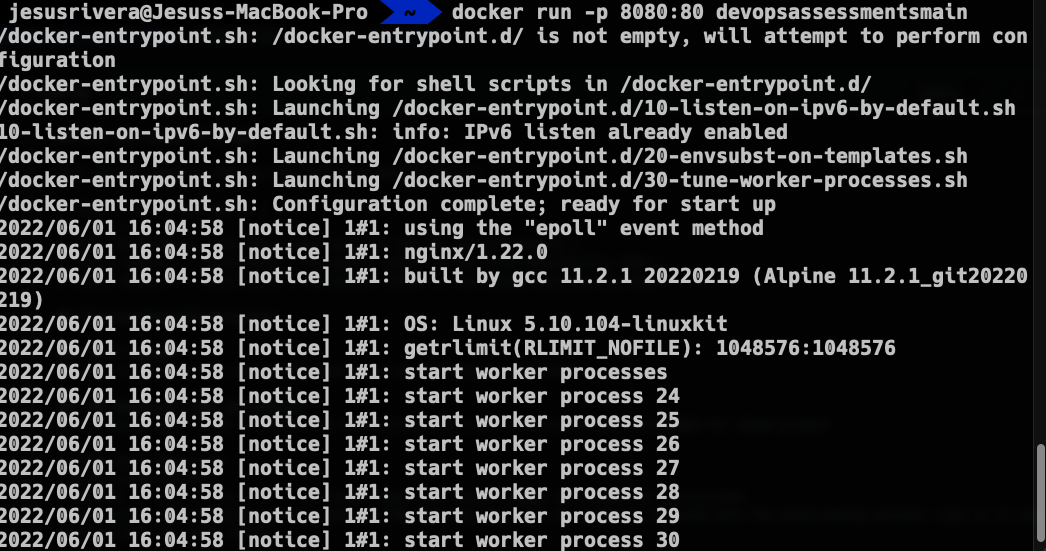 jesusrivera@Jesuss-MacBook-Pro ~ docker run -p 8080:80 devopsassessmentsmain
/docker-entrypoint.sh: /docker-entrypoint.d/ is not empty, will attempt to perform con
figuration
/docker-entrypoint.sh: Looking for shell scripts in /docker-entrypoint.d/
/docker-entrypoint.sh: Launching /docker-entrypoint.d/10-listen-on-ipv6-by-default.sh
10-listen-on-ipv6-by-default.sh: info: IPv6 listen already enabled
/docker-entrypoint.sh: Launching /docker-entrypoint.d/20-envsubst-on-templates.sh
/docker-entrypoint.sh: Launching /docker-entrypoint.d/30-tune-worker-processes.sh
/docker-entrypoint.sh: Configuration complete; ready for start up
2022/06/01 16:04:58 [notice] 1#1: using the "epoll" event method
2022/06/01 16:04:58 [notice] 1#1: nginx/1.22.0
2022/06/01 16:04:58 [notice] 1#1: built by gcc 11.2.1 20220219 (Alpine 11.2.1_git20220
219)
2022/06/01 16:04:58 [notice] 1#1: OS: Linux 5.10.104-linuxkit
2022/06/01 16:04:58 [notice] 1#1: getrlimit(RLIMIT_NOFILE): 1048576:1048576
2022/06/01 16:04:58 [notice] 1#1: start worker processes
2022/06/01 16:04:58 [notice] 1#1: start worker process 24
2022/06/01 16:04:58 [notice] 1#1: start worker process 25
2022/06/01 16:04:58 [notice] 1#1: start worker process 26
2022/06/01 16:04:58 [notice] 1#1: start worker process 27
2022/06/01 16:04:58 [notice] 1#1: start worker process 28
2022/06/01 16:04:58 [notice] 1#1: start worker process 29
2022/06/01 16:04:58 [notice] 1#1: start worker process 30